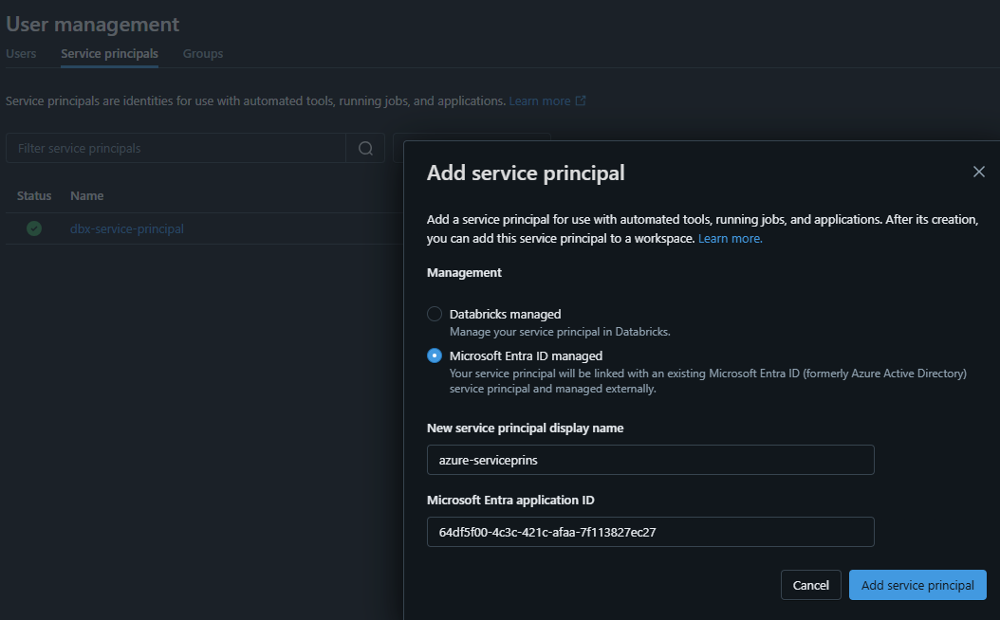 User management
Users Service principals Groups
Service principals are identities for use with automated tools, running jobs, and applications. Learn more
Filter service principals
Status Name
dbx-service-principal
Add service principal
Add a service principal for use with automated tools, running jobs, and applications. After its creation,
you can add this service principal to a workspace. Learn more.
Management
Databricks managed
Manage your service principal in Databricks.
Microsoft Entra ID managed
Your service principal will be linked with an existing Microsoft Entra ID (formerly Azure Active Directory)
service principal and managed externally.
New service principal display name
azure-serviceprins
Microsoft Entra application ID
64df5f00-4c3c-421c-afaa-7f113827ec27
Cancel Add service principal